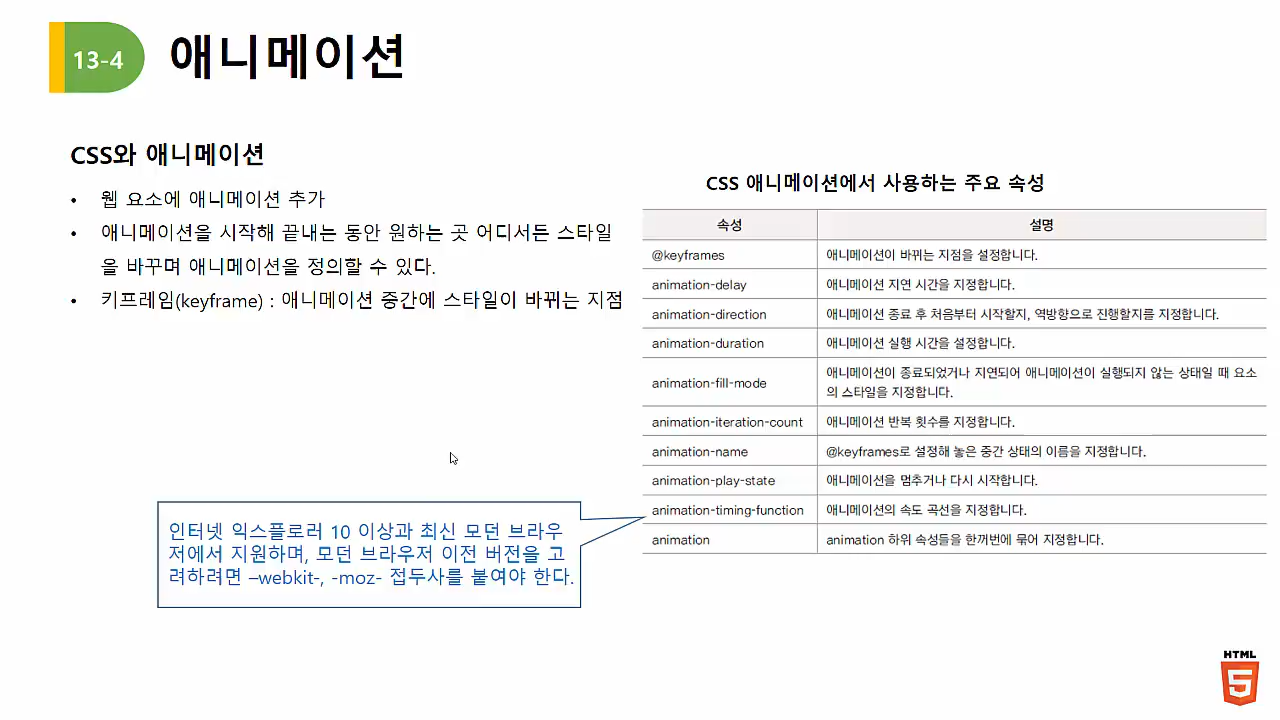 13-4 애니메이션
CSS와 애니메이션
• 웹 요소에 애니메이션 추가
• 애니메이션을 시작해 끝내는 동안 원하는 곳 어디서든 스타일
을 바꾸며 애니메이션을 정의할 수 있다.
• 키프레임(keyframe) : 애니메이션 중간에 스타일이 바뀌는 지점
CSS 애니메이션에서 사용하는 주요 속성
속성 설명
@keyframes 애니메이션이 바뀌는 지점을 설정합니다.
animation-delay 애니메이션 지연 시간을 지정합니다.
animation-direction 애니메이션 종료 후 처음부터 시작할지, 역방향으로 진행할지를 지정합니다.
animation-duration 애니메이션 실행 시간을 설정합니다.
animation-fill-mode 애니메이션이 종료되었거나 지연되어 애니메이션이 실행되지 않는 상태일 때 요소
의 스타일을 지정합니다.
animation-iteration-count 애니메이션 반복 횟수를 지정합니다.
animation-name @keyframes로 설정해 놓은 중간 상태의 이름을 지정합니다.
animation-play-state 애니메이션을 멈추거나 다시 시작합니다.
animation-timing-function 애니메이션의 속도 곡선을 지정합니다.
animation animation 하위 속성들을 한꺼번에 묶어 지정합니다.
인터넷 익스플로러 10 이상과 최신 모던 브라우
저에서 지원하며, 모던 브라우저 이전 버전을 고
려하려면 –webkit-, -moz- 접두사를 붙여야 한다.
HTML
5